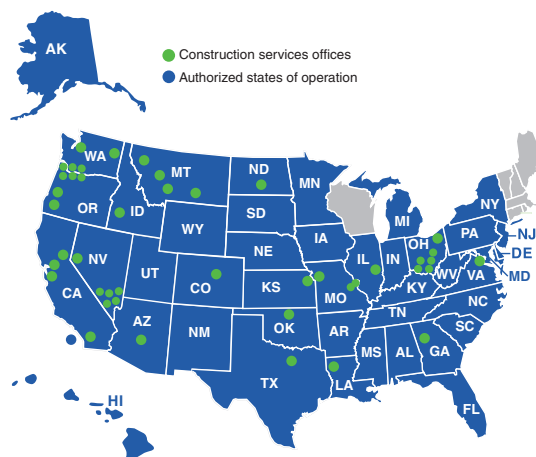 AK
Construction services offices
Authorized states of operation
WA
MT
ND
MN
OR
ID
SD
WY
MI
NY
NJ
PA
DE
MD
IA
NE
NV
UT
CO
CA
KS
MO
IL
IN
OH
WV
VA
KY
NC
TN
SC
AZ
NM
OK
AR
MS
AL
GA
TX
LA
FL
HI